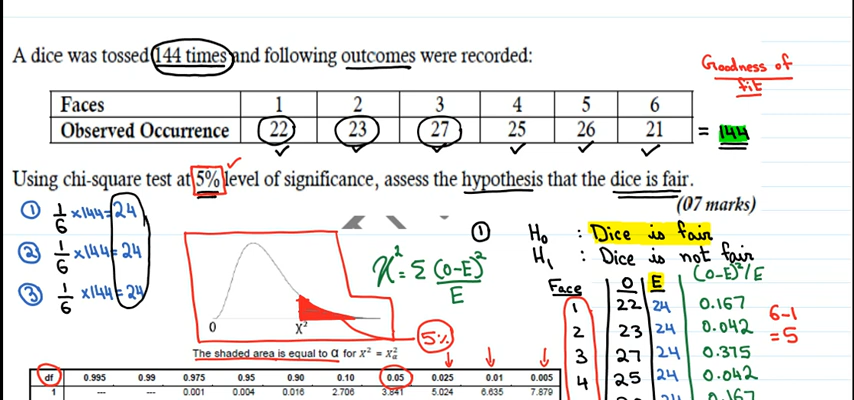 A dice was tossed 144 times and following outcomes were recorded:
Goodness of fit
Faces 1 2 3 4 5 6
Observed Occurrence 22 23 27 25 26 21 = 144
Using chi-square test at 5% level of significance, assess the hypothesis that the dice is fair.
(07 marks)
① 1/6 ×144=24
② 1/6 ×144=24
③ 1/6 ×144=24
χ²= Σ (O-E)²/E
① H₀ : Dice is fair
H₁ : Dice is not fair
Face O E (O-E)²/E
1 22 24 0.167
2 23 24 0.042
3 27 24 0.375
4 25 24 0.042
0.167
6-1
=5
0 X²
5%
The shaded area is equal to α for X² = X²α
df 0.995 0.99 0.975 0.95 0.90 0.10 0.05 0.025 0.01 0.005
1 --- --- 0.001 0.004 0.016 2.706 3.841 5.024 6.635 7.879